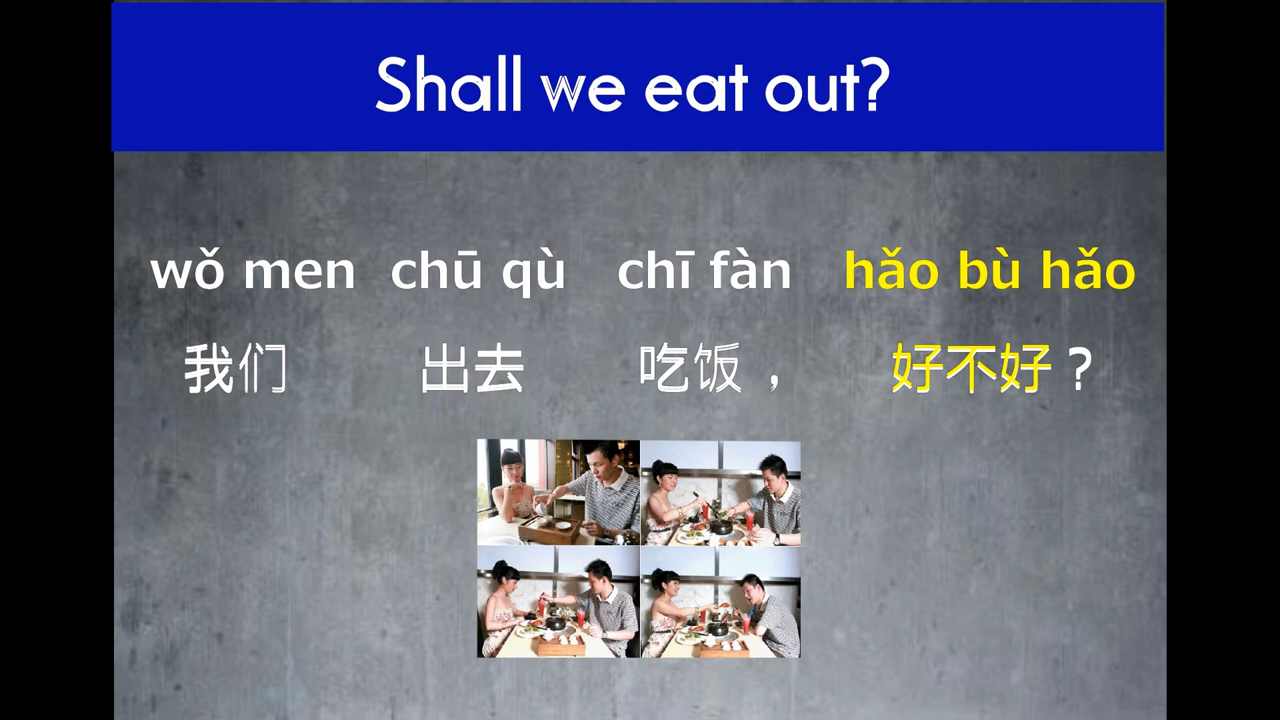 Shall we eat out?
wǒ men chū qù chī fàn hǎo bù hǎo
我们 出去 吃饭， 好不好？